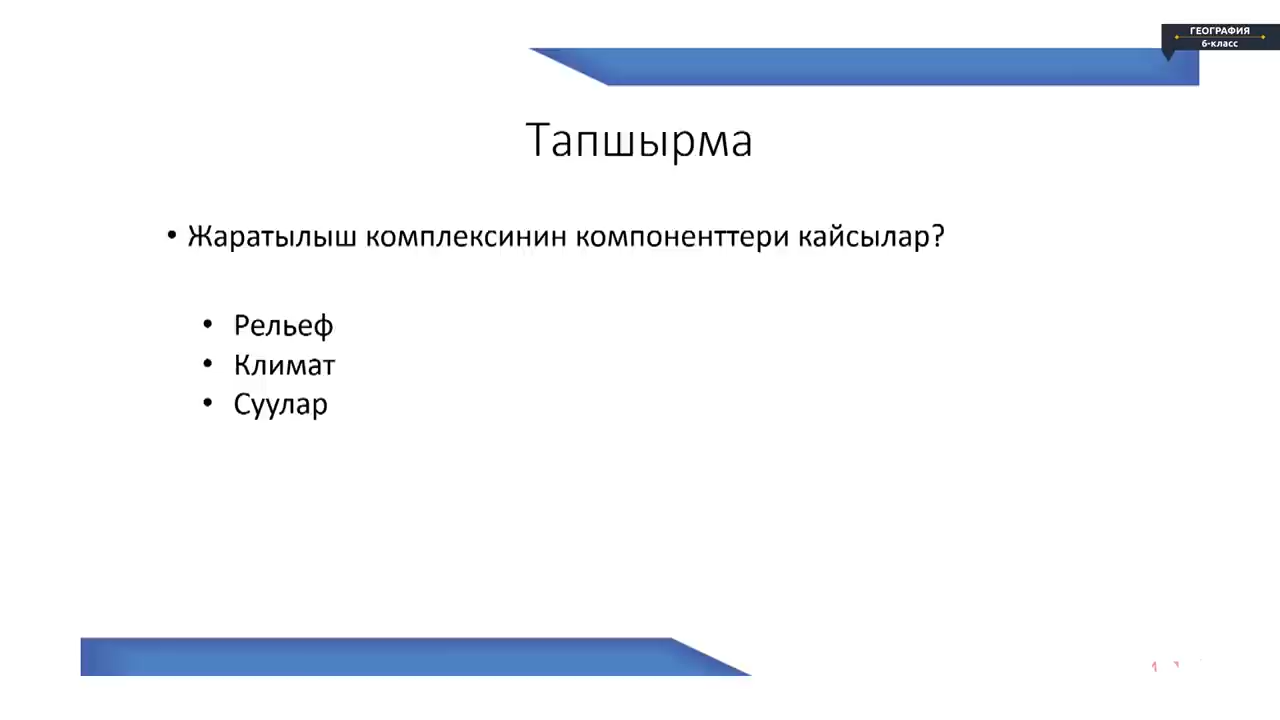 ГЕОГРАФИЯ
6-класс
Тапшырма
• Жаратылыш комплексинин компоненттери кайсылар?
• Рельеф
• Климат
• Суулар